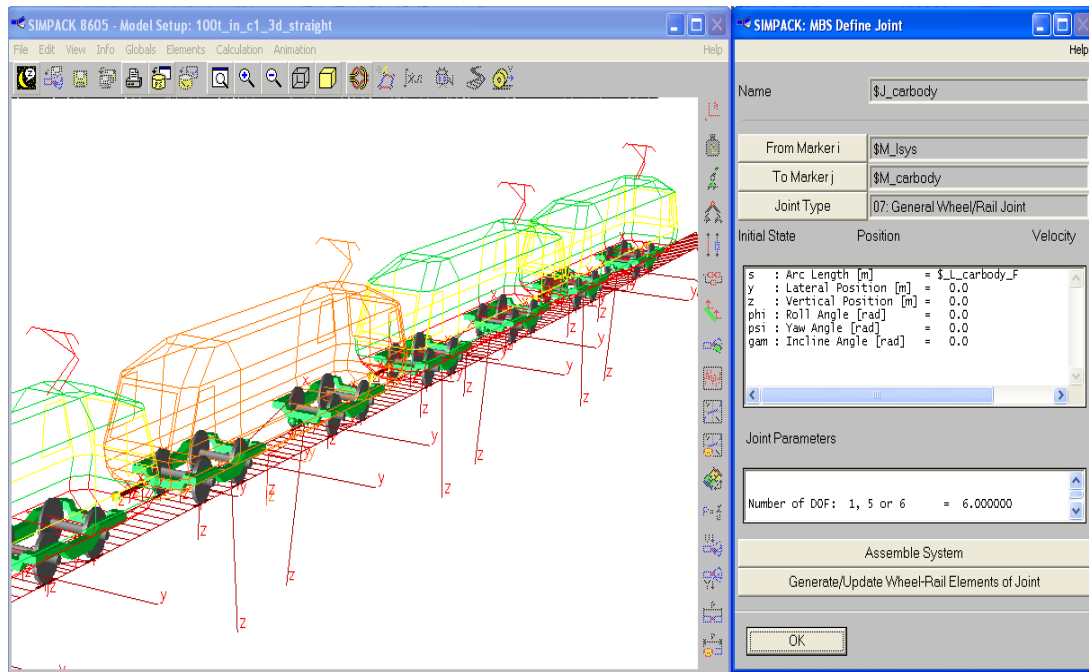 SIMPACK 8605 - Model Setup: 100t_in_c1_3d_straight
File Edit View Info Globals Elements Calculation Animation Help
SIMPACK: MBS Define Joint
Help
Name $J_carbody
From Marker i $M_Isys
To Marker j $M_carbody
Joint Type 07: General Wheel/Rail Joint
Initial State Position Velocity
s : Arc Length [m] = $_L_carbody_F
y : Lateral Position [m] = 0.0
z : Vertical Position [m] = 0.0
phi : Roll Angle [rad] = 0.0
psi : Yaw Angle [rad] = 0.0
gam : Incline Angle [rad] = 0.0
Joint Parameters
Number of DOF: 1, 5 or 6 = 6.000000
Assemble System
Generate/Update Wheel-Rail Elements of Joint
OK
x
y
y
y
y
y
z
z
z
z
z
z
z
z